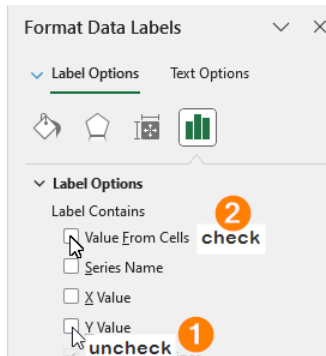 Format Data Labels
Label Options Text Options
Label Options
Label Contains
2
Value From Cells check
Series Name
X Value
Y Value 1
uncheck